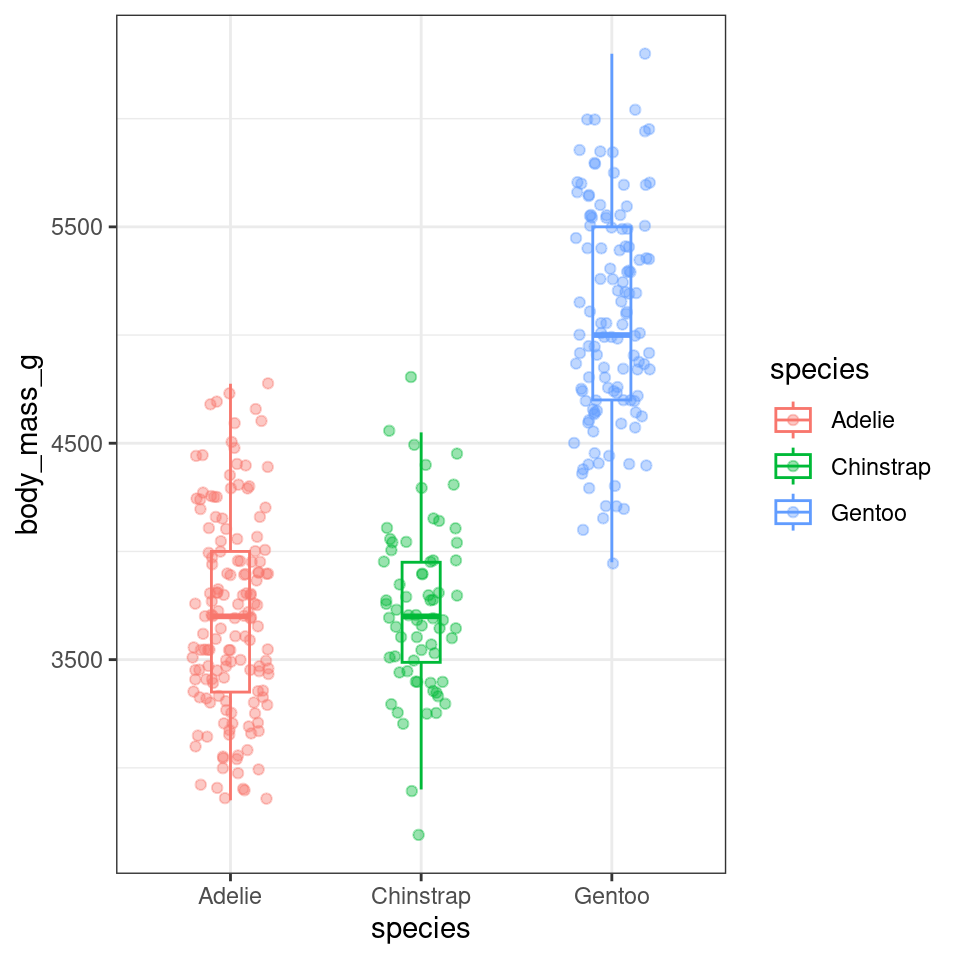 body_mass_g
5500
4500
3500
Adelie Chinstrap Gentoo
species
species
Adelie
Chinstrap
Gentoo